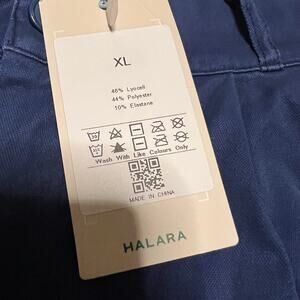 XL
46% Lyocell
44% Polyester
10% Elastane
Wash With Like Colours Only
MADE IN CHINA
HALARA